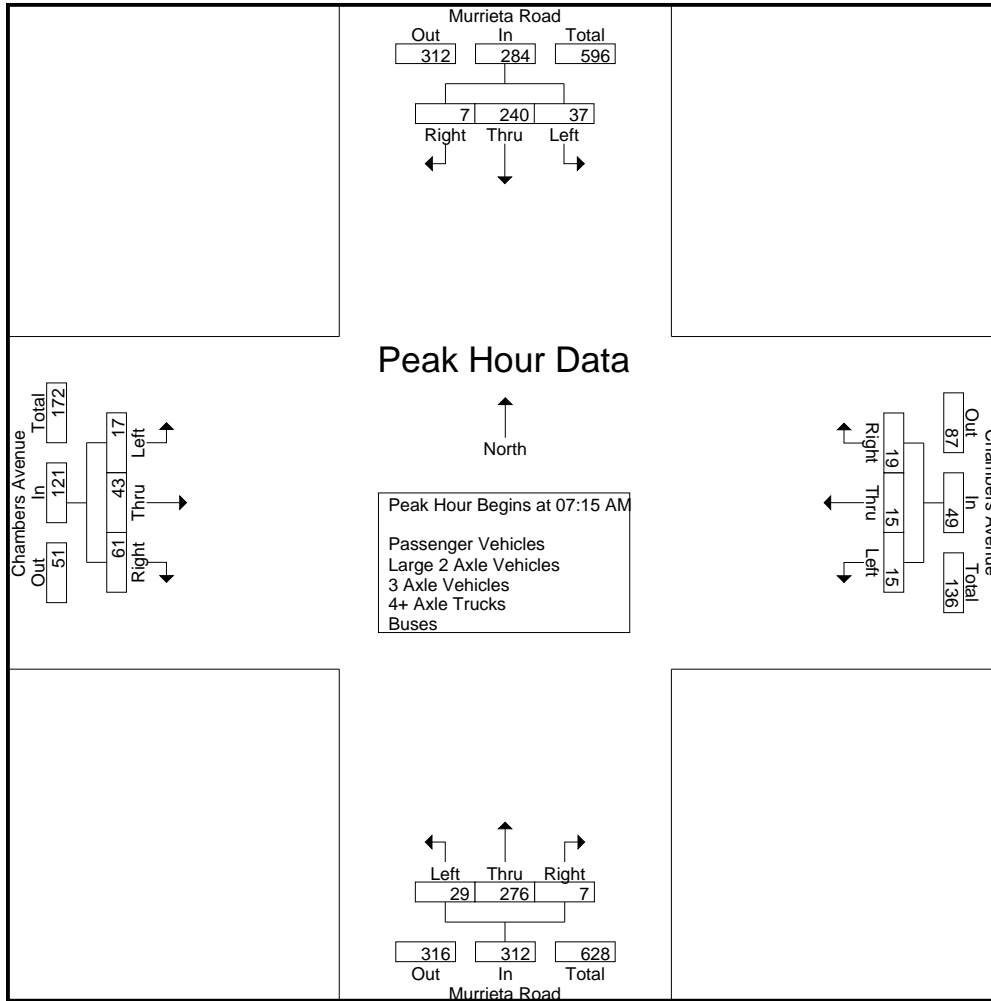 Murrieta Road
Out In Total
312 284 596
7 240 37
Right Thru Left
Peak Hour Data
North
Peak Hour Begins at 07:15 AM
Passenger Vehicles
Large 2 Axle Vehicles
3 Axle Vehicles
4+ Axle Trucks
Buses
Chambers Avenue
Out In Total
51 121 172
61 43 17
Right Thru Left
Chambers Avenue
Out In Total
87 49 136
19 15 15
Right Thru Left
Left Thru Right
29 276 7
316 312 628
Out In Total
Murrieta Road